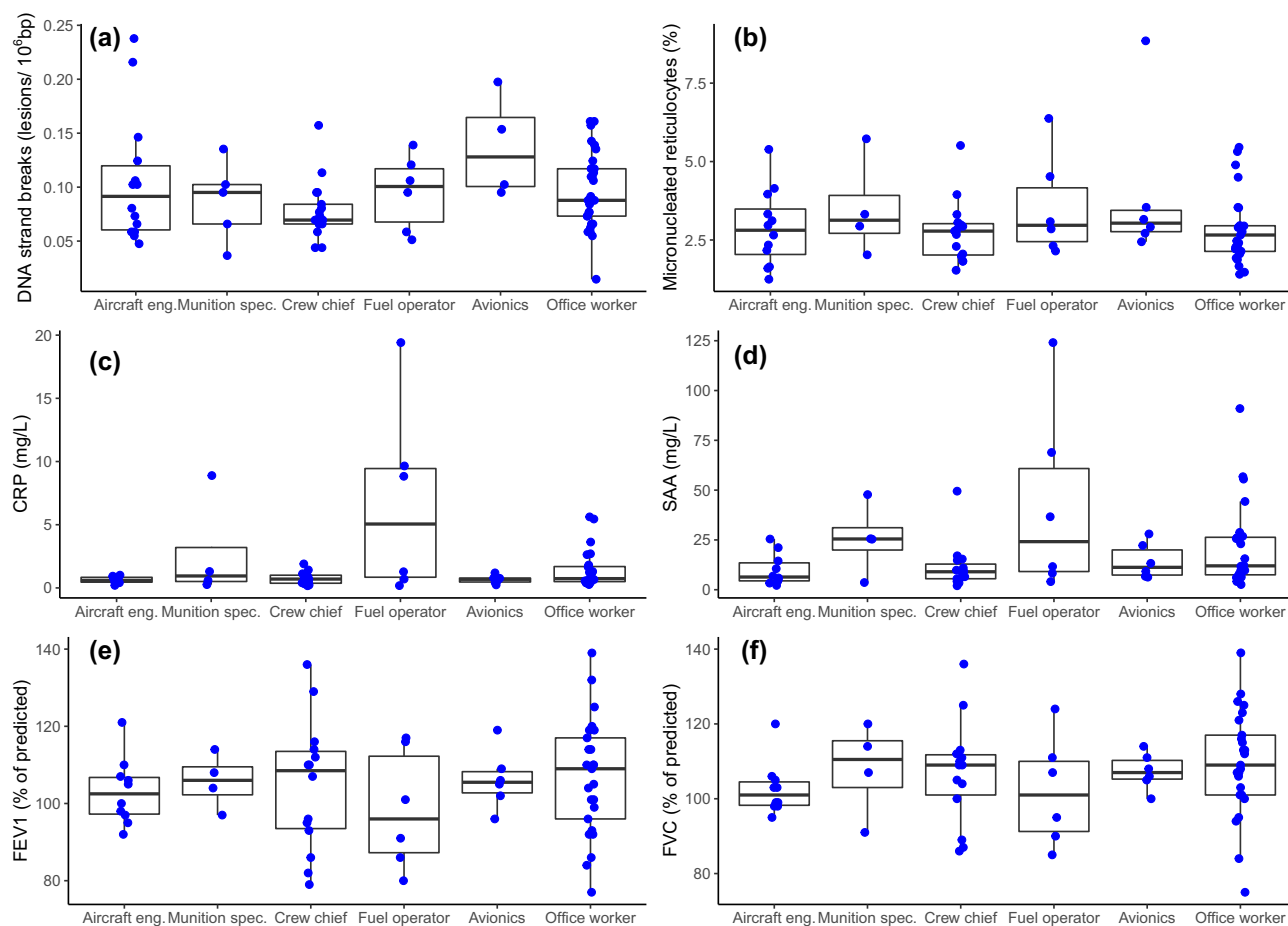 (a)
DNA strand breaks (lesions/ 10⁶bp)
0.25
0.20
0.15
0.10
0.05
Aircraft eng. Munition spec. Crew chief Fuel operator Avionics Office worker
(b)
Micronucleated reticulocytes (%)
7.5
5.0
2.5
Aircraft eng. Munition spec. Crew chief Fuel operator Avionics Office worker
(c)
CRP (mg/L)
20
15
10
5
0
Aircraft eng. Munition spec. Crew chief Fuel operator Avionics Office worker
(d)
SAA (mg/L)
125
100
75
50
25
0
Aircraft eng. Munition spec. Crew chief Fuel operator Avionics Office worker
(e)
FEV1 (% of predicted)
140
120
100
80
Aircraft eng. Munition spec. Crew chief Fuel operator Avionics Office worker
(f)
FVC (% of predicted)
140
120
100
80
Aircraft eng. Munition spec. Crew chief Fuel operator Avionics Office worker